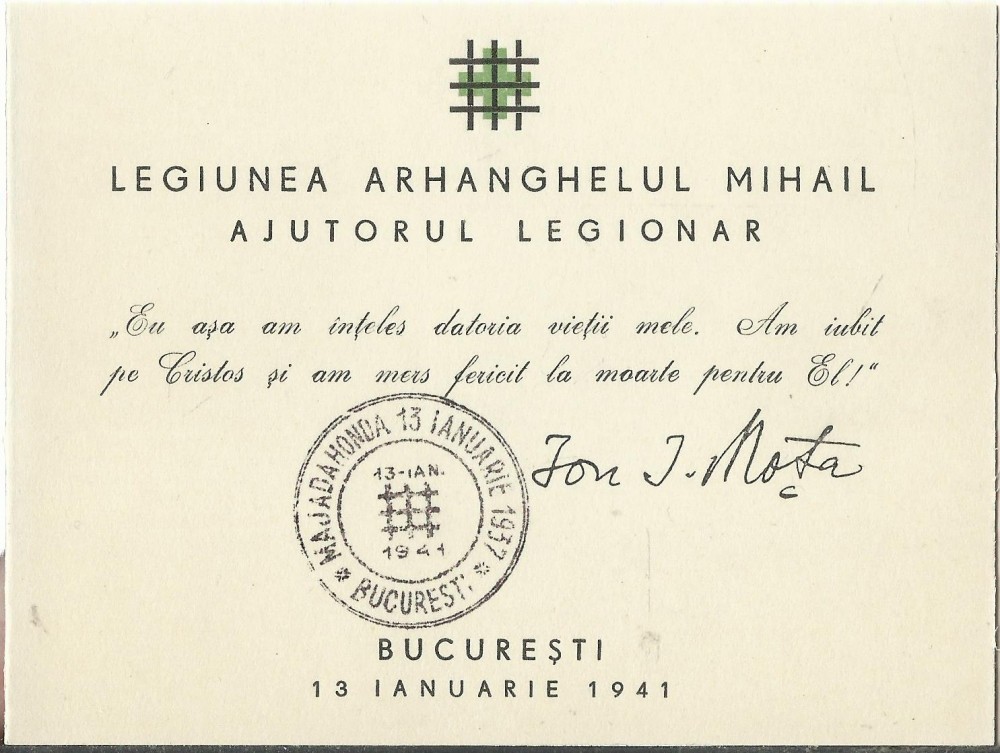 LEGIUNEA ARHANGHELUL MIHAIL
AJUTORUL LEGIONAR
„Eu așa am înțeles datoria vieții mele. Am iubit
pe Cristos și am mers fericit la moarte pentru El!“
Ion I. Moța
MAJADAHONDA 13 IANUARIE 1937
13-IAN.
1941
* BUCUREȘTI *
BUCUREȘTI
13 IANUARIE 1941